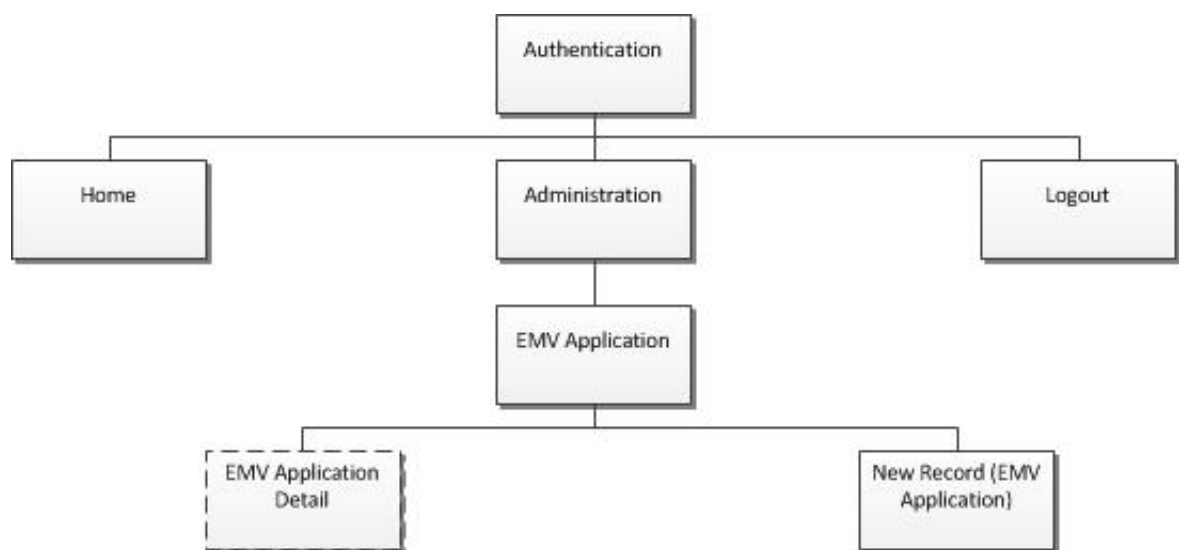 Authentication
Home
Administration
Logout
EMV Application
EMV Application
Detail
New Record (EMV
Application)